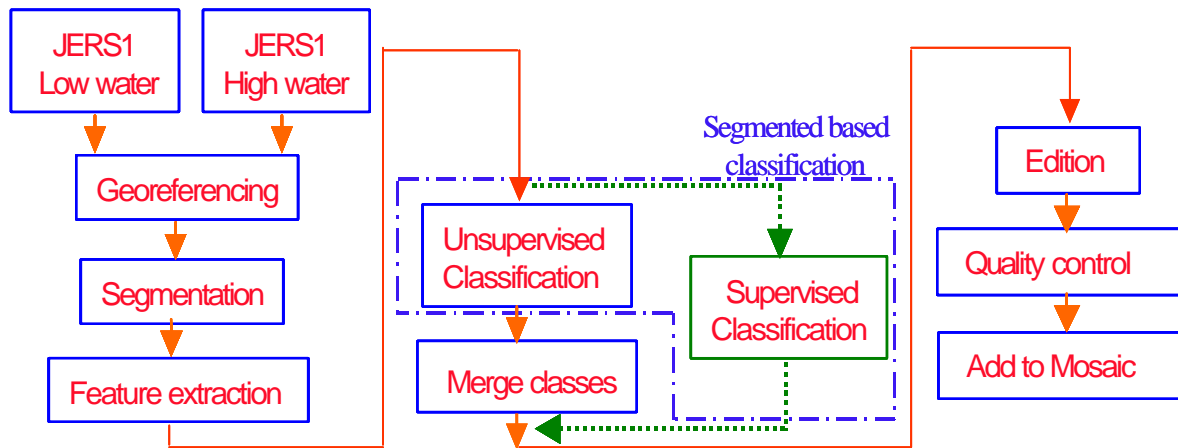 JERS1
Low water
JERS1
High water
Georeferencing
Segmentation
Feature extraction
Segmented based
classification
Unsupervised
Classification
Supervised
Classification
Merge classes
Edition
Quality control
Add to Mosaic